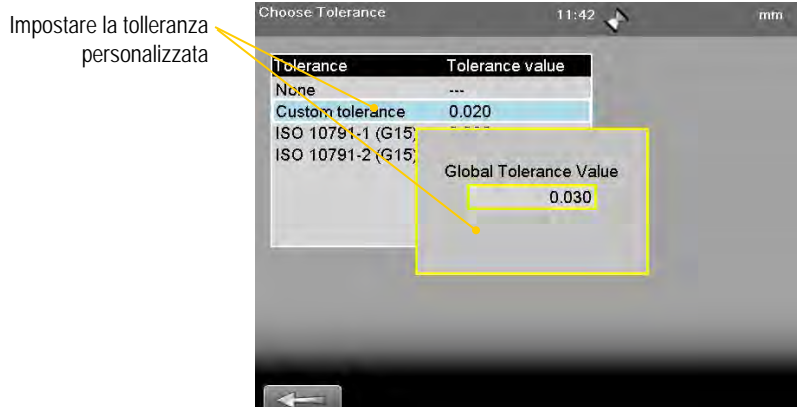 Impostare la tolleranza
personalizzata
Choose Tolerance 11:42 mm
Tolerance Tolerance value
None ---
Custom tolerance 0.020
ISO 10791-1 (G15)
ISO 10791-2 (G15)
Global Tolerance Value
0.030